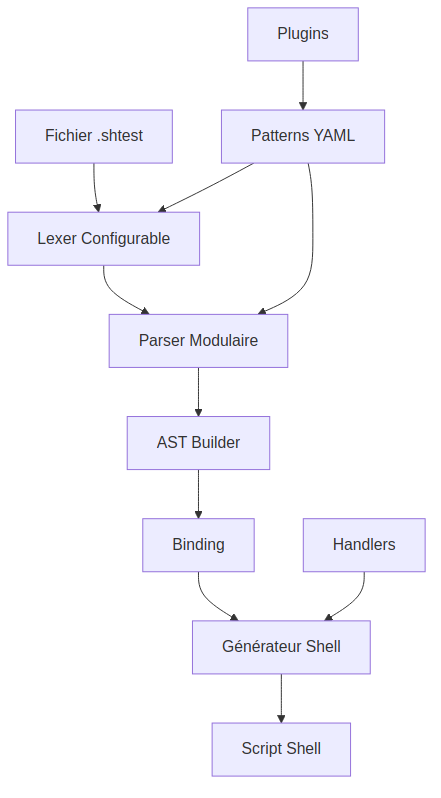 Plugins
Fichier .shtest
Patterns YAML
Lexer Configurable
Parser Modulaire
AST Builder
Binding
Handlers
Générateur Shell
Script Shell